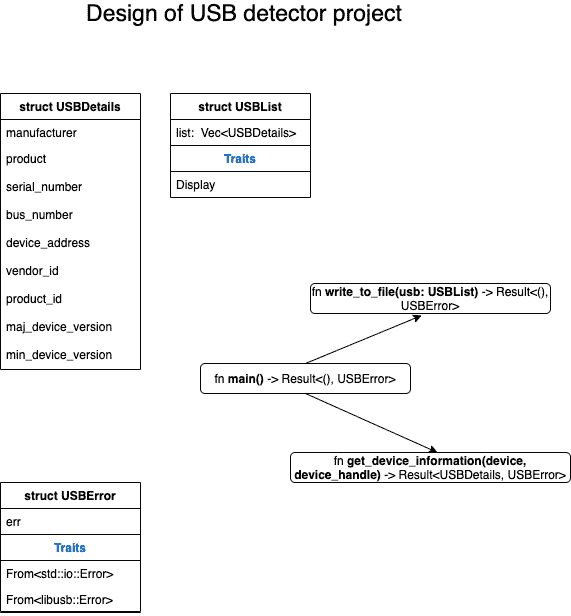 Design of USB detector project
struct USBDetails
manufacturer
product
serial_number
bus_number
device_address
vendor_id
product_id
maj_device_version
min_device_version
struct USBList
list:  Vec<USBDetails>
Traits
Display
fn write_to_file(usb: USBList) -> Result<(),
USBError>
fn main() -> Result<(), USBError>
fn get_device_information(device,
device_handle) -> Result<USBDetails, USBError>
struct USBError
err
Traits
From<std::io::Error>
From<libusb::Error>